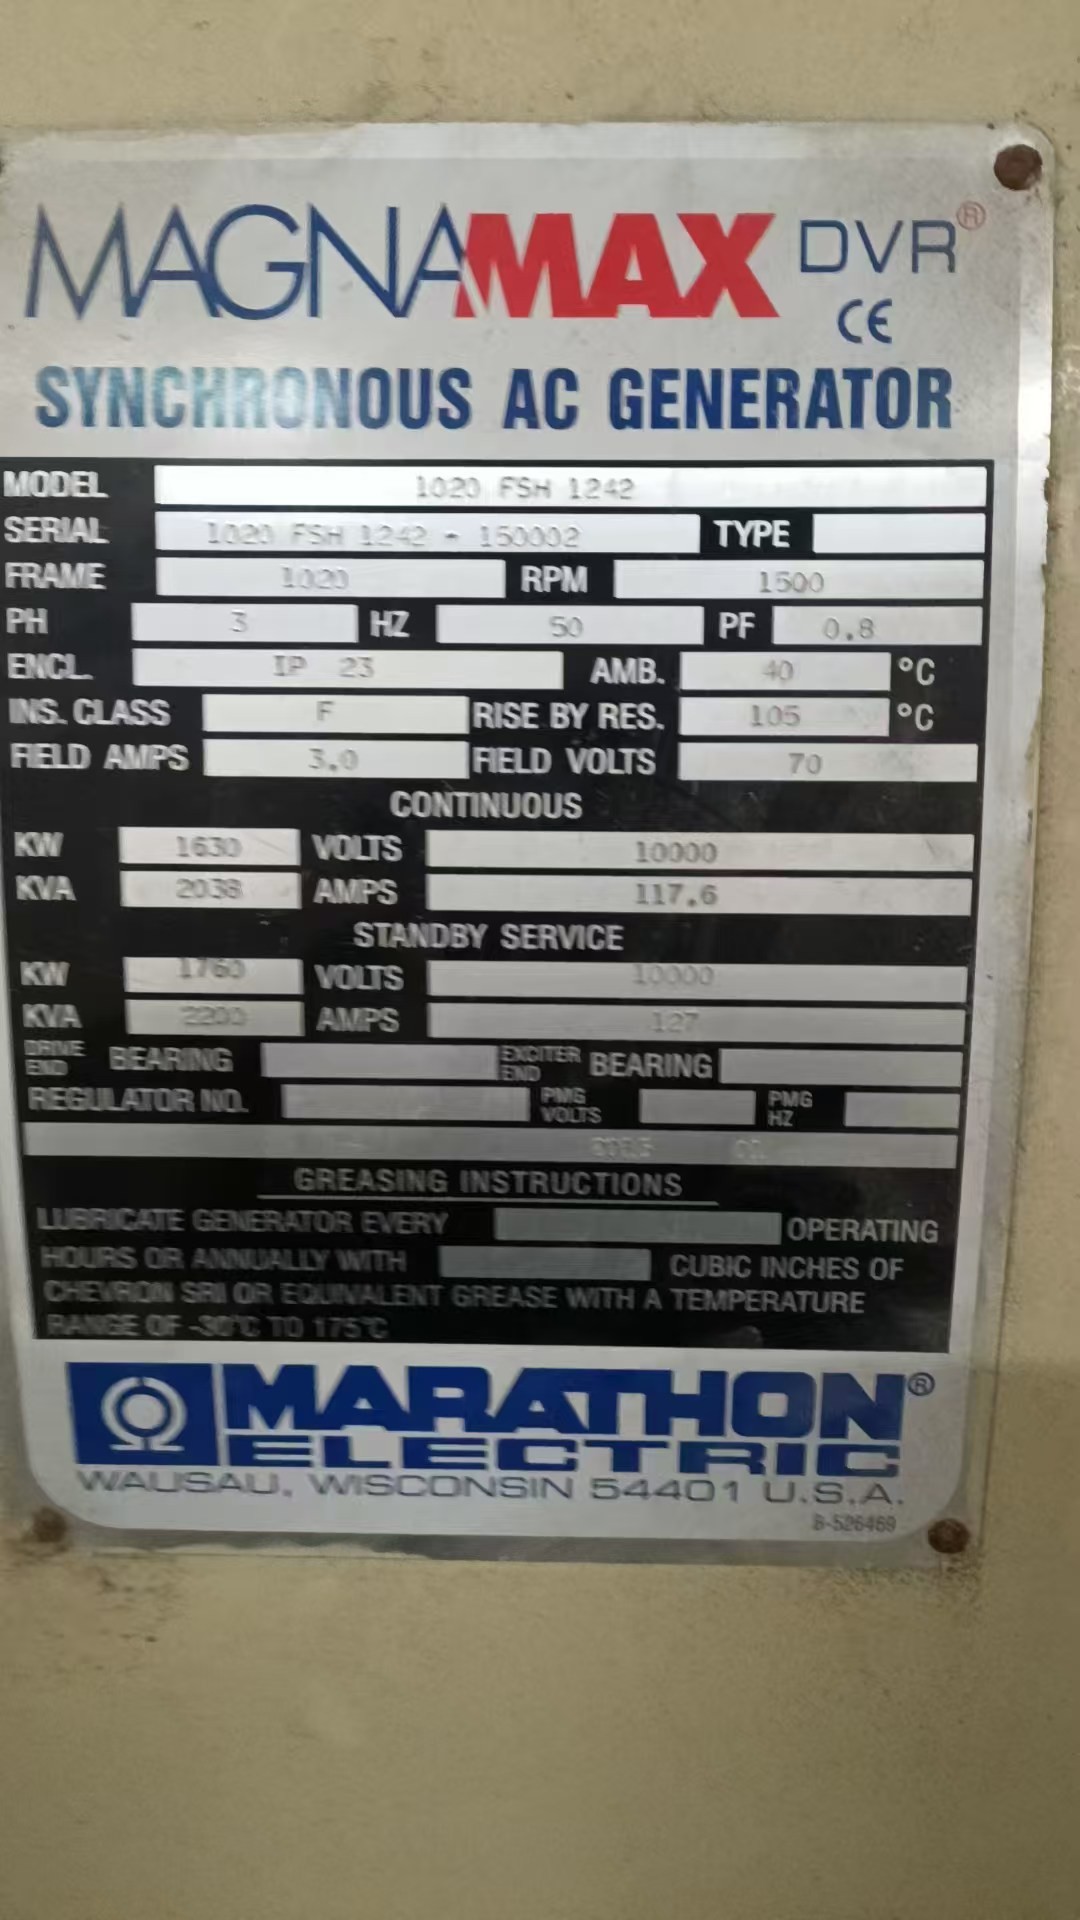 MAGNAMAX DVR®
CE
SYNCHRONOUS AC GENERATOR
MODEL 1020 FSH 1242
SERIAL 1020 FSH 1242 - 150002 TYPE
FRAME 1020 RPM 1500
PH 3 HZ 50 PF 0.8
ENCL. IP 23 AMB. 40 °C
INS. CLASS F RISE BY RES. 105 °C
FIELD AMPS 3.0 FIELD VOLTS 70
CONTINUOUS
KW 1630 VOLTS 10000
KVA 2038 AMPS 117.6
STANDBY SERVICE
KW 1760 VOLTS 10000
KVA 2200 AMPS 127
DRIVE END BEARING EXCITER END BEARING
REGULATOR NO. PMG VOLTS PMG HZ
GREASING INSTRUCTIONS
LUBRICATE GENERATOR EVERY OPERATING
HOURS OR ANNUALLY WITH CUBIC INCHES OF
CHEVRON SRI OR EQUIVALENT GREASE WITH A TEMPERATURE
RANGE OF -30°C TO 175°C
MARATHON®
ELECTRIC
WAUSAU, WISCONSIN 54401 U.S.A.
B-526469